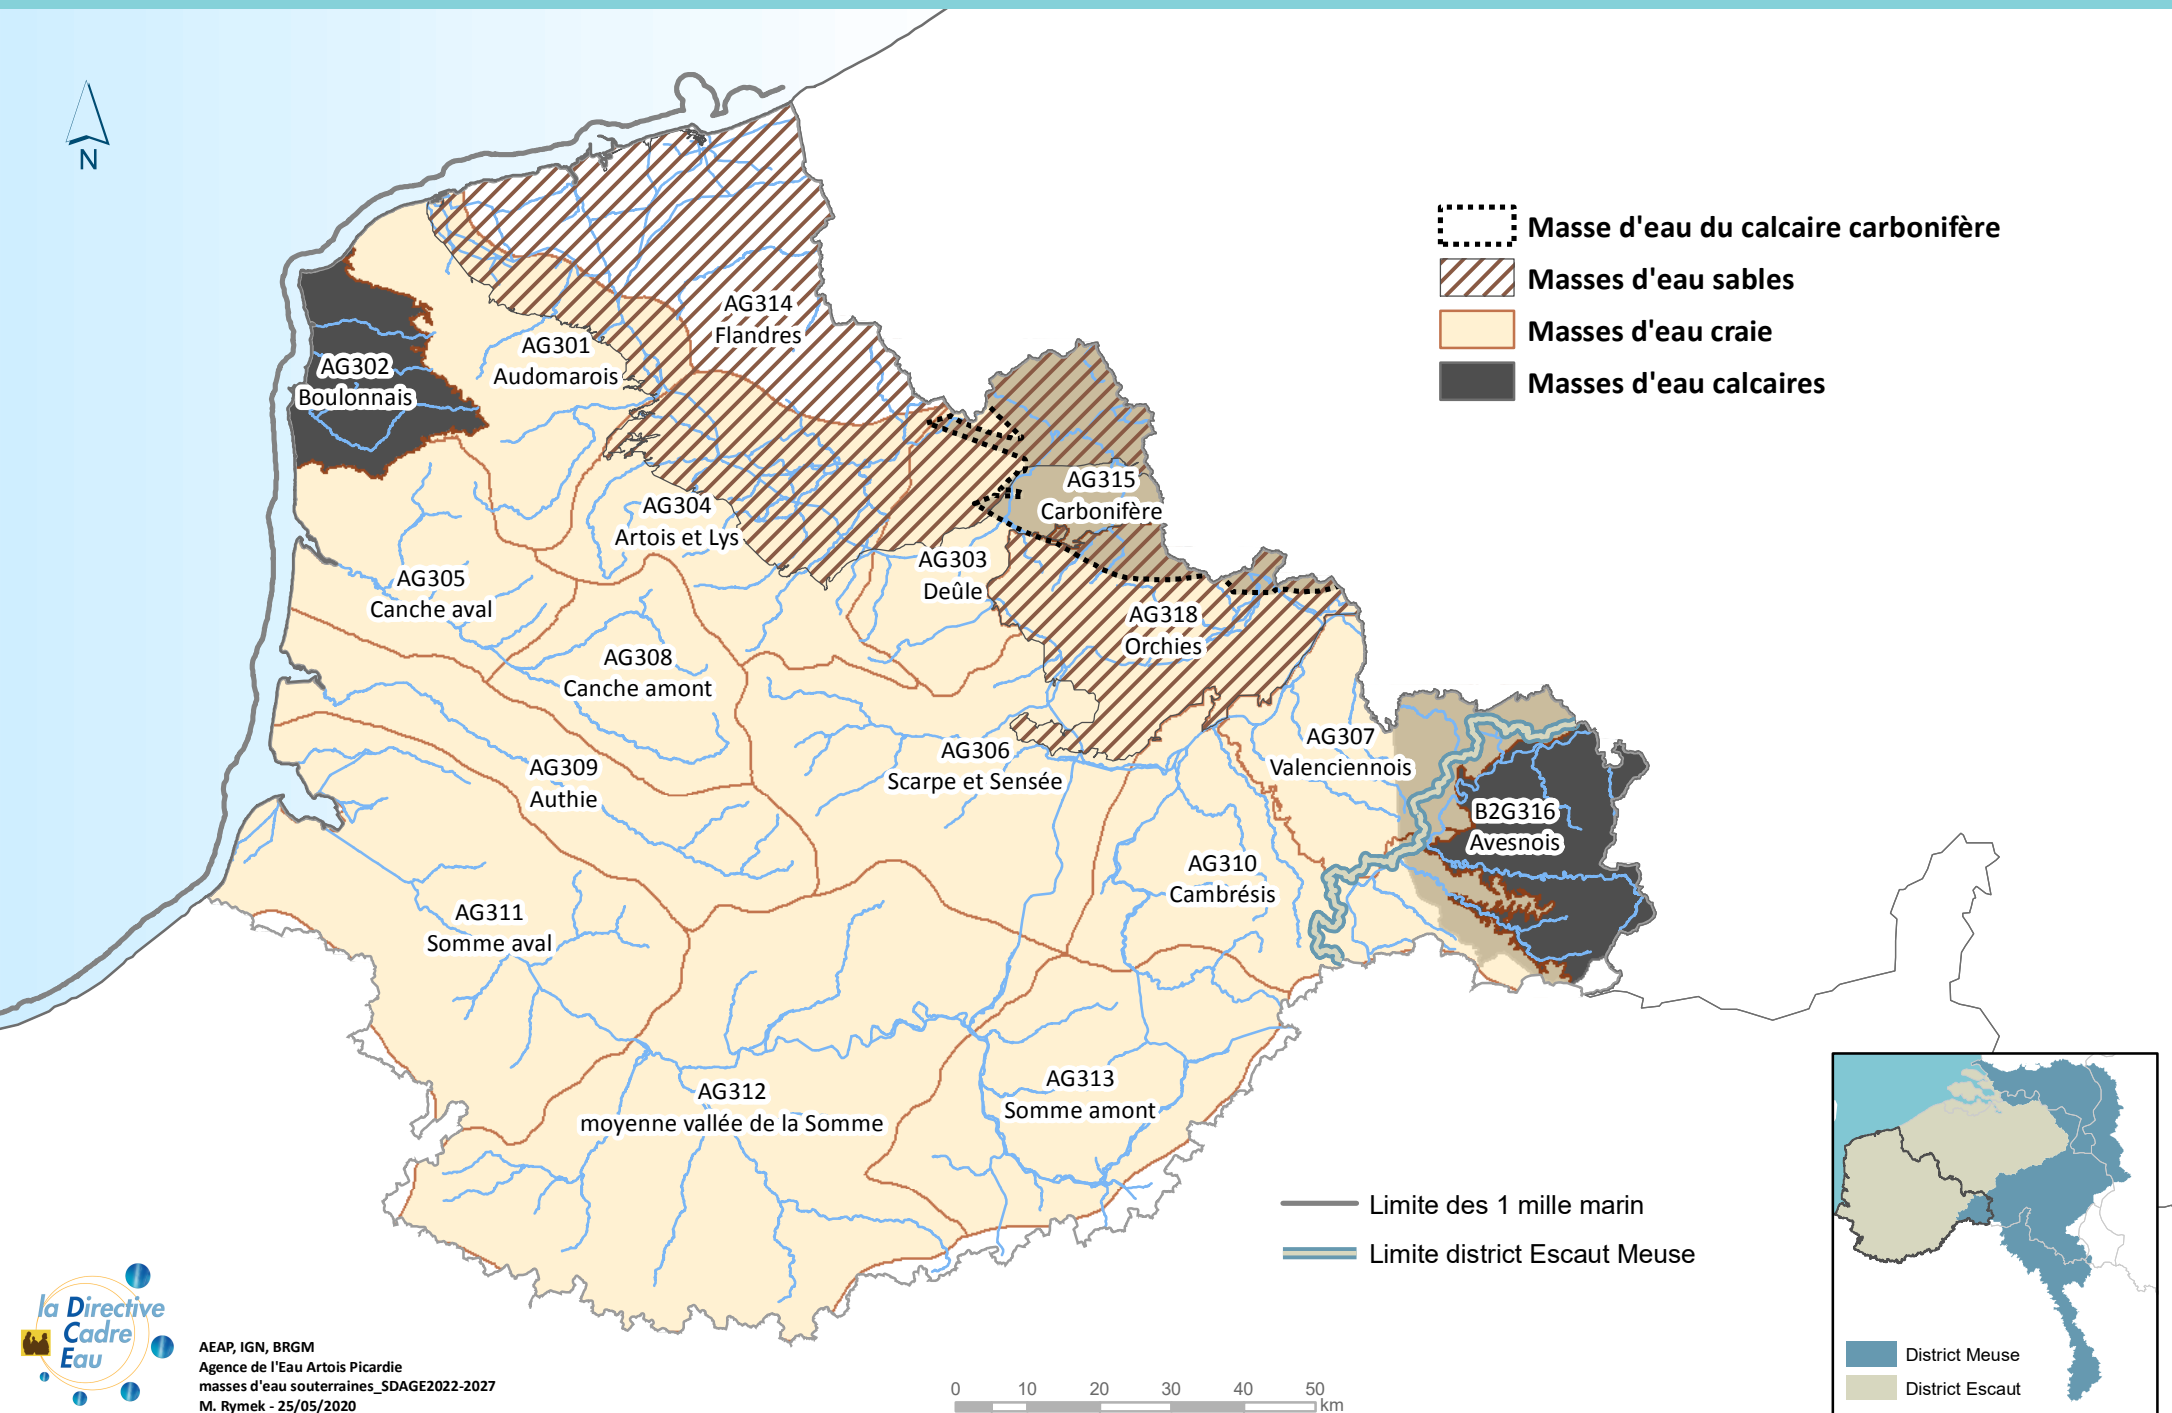 N
Masse d'eau du calcaire carbonifère
Masses d'eau sables
Masses d'eau craie
Masses d'eau calcaires
AG314
Flandres
AG301
Audomarois
AG302
Boulonnais
AG315
Carbonifère
AG304
Artois et Lys
AG303
Deûle
AG305
Canche aval
AG318
Orchies
AG308
Canche amont
AG306
Scarpe et Sensée
AG307
Valenciennois
AG309
Authie
B2G316
Avesnois
AG310
Cambrésis
AG311
Somme aval
AG312
moyenne vallée de la Somme
AG313
Somme amont
Limite des 1 mille marin
Limite district Escaut Meuse
District Meuse
District Escaut
la Directive
Cadre
Eau
AEAP, IGN, BRGM
Agence de l'Eau Artois Picardie
masses d'eau souterraines_SDAGE2022-2027
M. Rymek - 25/05/2020
0 10 20 30 40 50
km